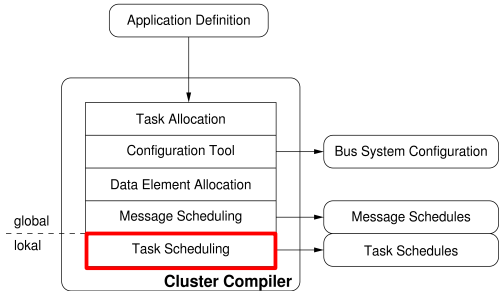 Application Definition
Task Allocation
Configuration Tool
Bus System Configuration
Data Element Allocation
Message Scheduling
Message Schedules
global
lokal
Task Scheduling
Task Schedules
Cluster Compiler